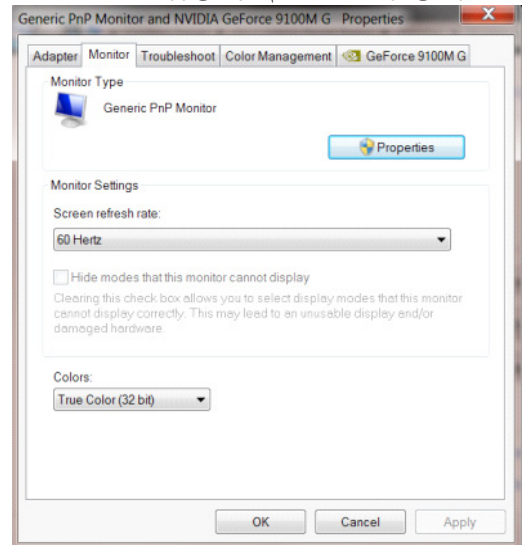 Generic PnP Monitor and NVIDIA GeForce 9100M G Properties
X
Adapter Monitor Troubleshoot Color Management GeForce 9100M G
Monitor Type
Generic PnP Monitor
Properties
Monitor Settings
Screen refresh rate:
60 Hertz
Hide modes that this monitor cannot display
Clearing this check box allows you to select display modes that this monitor
cannot display correctly. This may lead to an unusable display and/or
damaged hardware.
Colors:
True Color (32 bit)
OK Cancel Apply